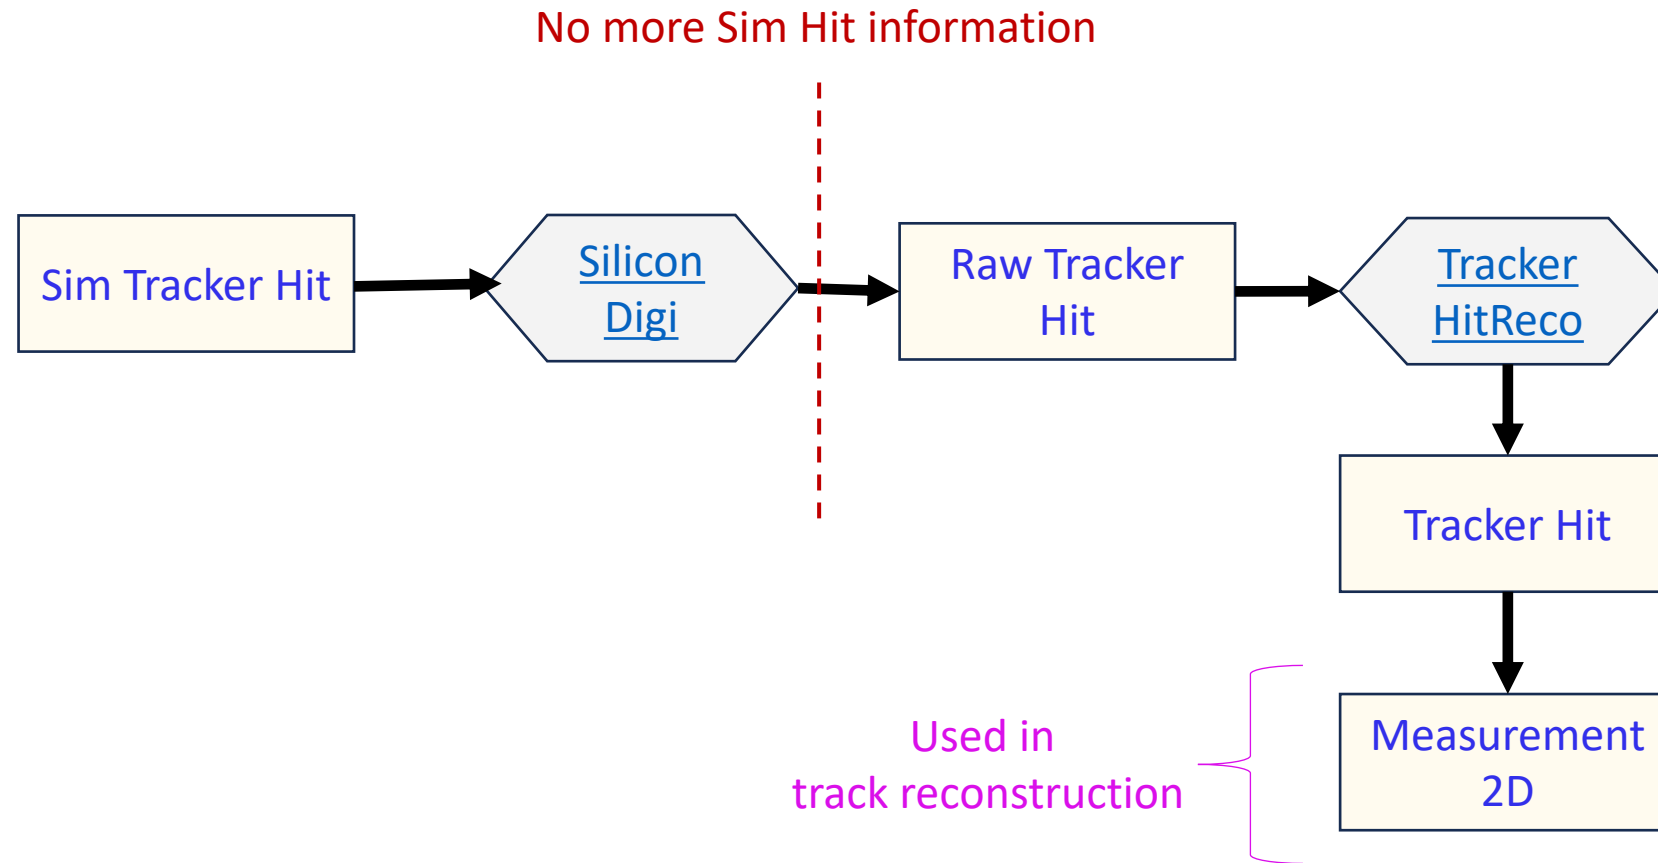 No more Sim Hit information
Sim Tracker Hit
Silicon
Digi
Raw Tracker
Hit
Tracker
HitReco
Tracker Hit
Measurement
2D
Used in
track reconstruction